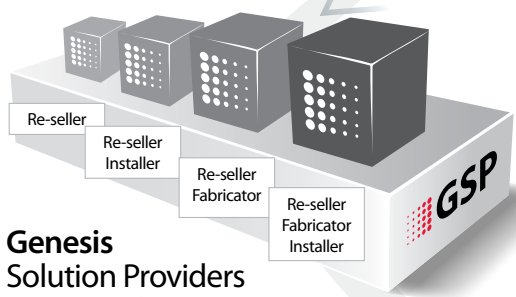 Re-seller
Re-seller
Installer
Re-seller
Fabricator
Re-seller
Fabricator
Installer
GSP
Genesis
Solution Providers